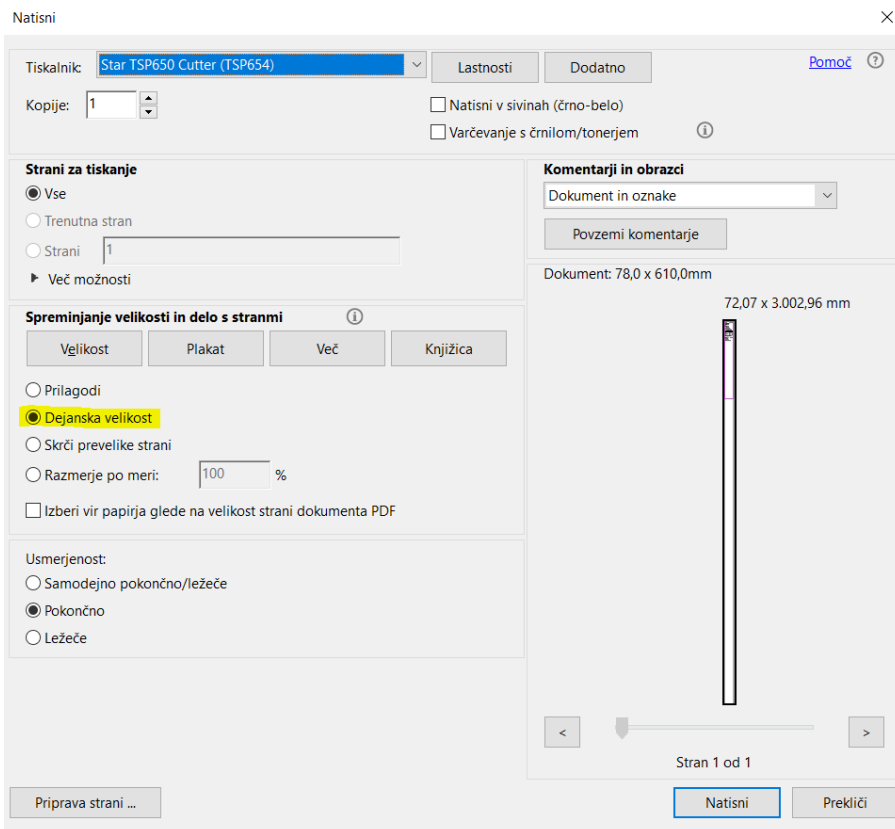 Natisni
Tiskalnik: Star TSP650 Cutter (TSP654) Lastnosti Dodatno Pomoč
Kopije: 1
Natisni v sivinah (črno-belo)
Varčevanje s črnilom/tonerjem
Strani za tiskanje
Vse
Trenutna stran
Strani 1
Več možnosti
Spreminjanje velikosti in delo s stranmi
Velikost Plakat Več Knjižica
Prilagodi
Dejanska velikost
Skrči prevelike strani
Razmerje po meri: 100 %
Izberi vir papirja glede na velikost strani dokumenta PDF
Usmerjenost:
Samodejno pokončno/ležeče
Pokončno
Ležeče
Komentarji in obrazci
Dokument in oznake
Povzemi komentarje
Dokument: 78,0 x 610,0mm
72,07 x 3.002,96 mm
< >
Stran 1 od 1
Priprava strani ... Natisni Prekliči